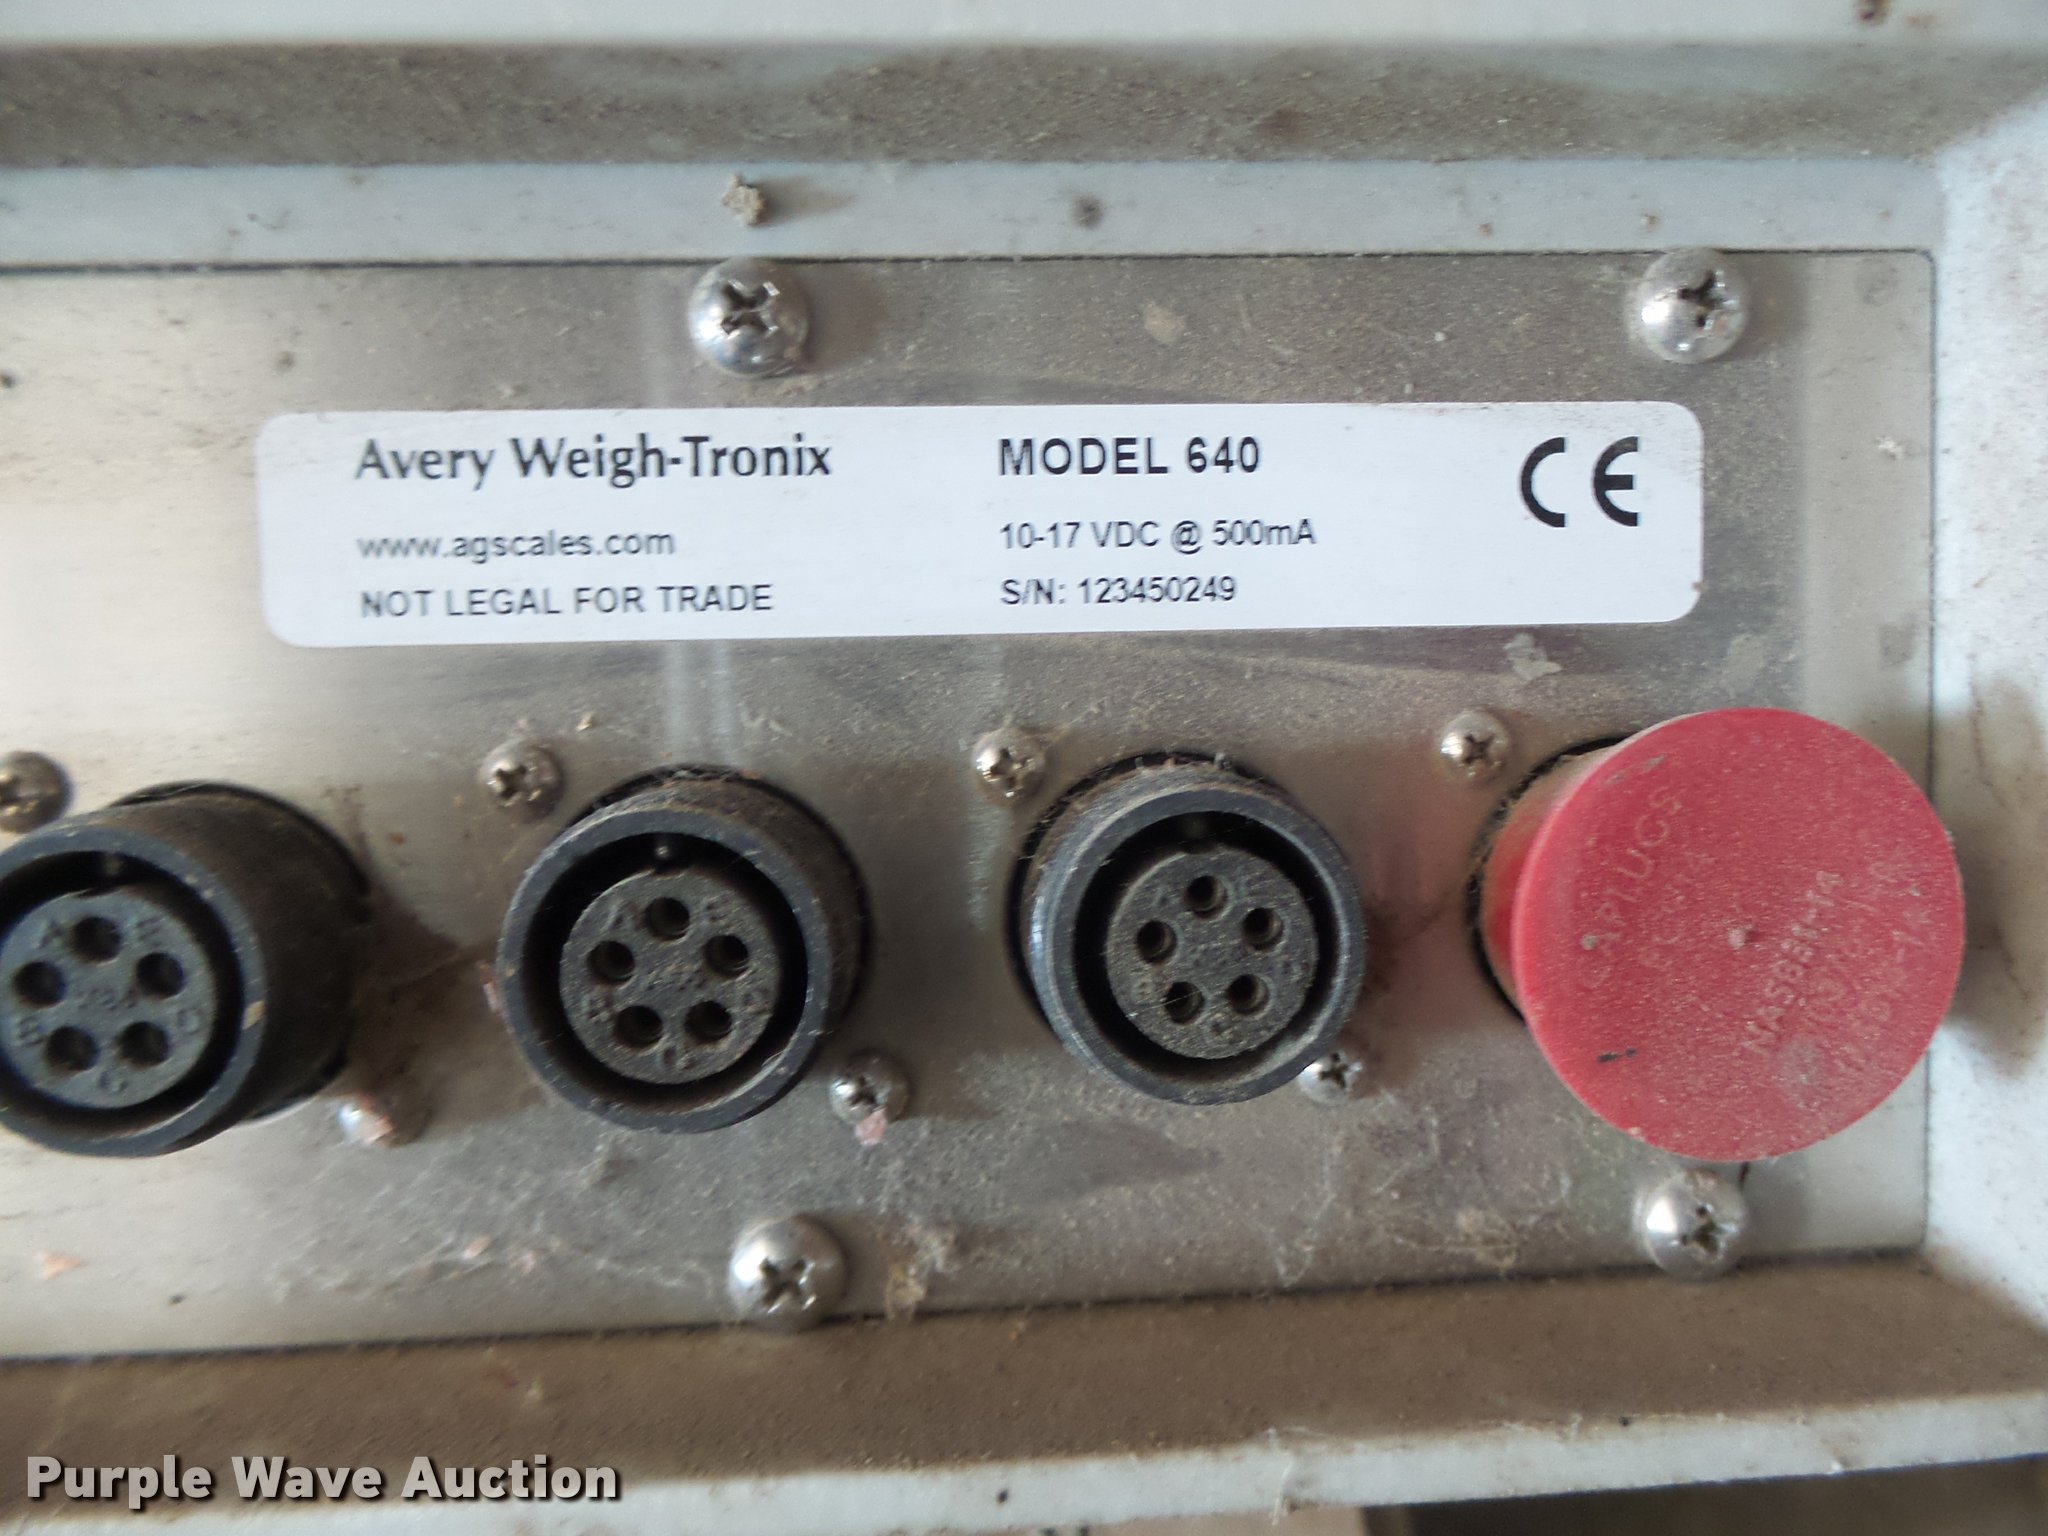 Avery Weigh-Tronix
www.agscales.com
NOT LEGAL FOR TRADE
MODEL 640
10-17 VDC @ 500mA
S/N: 123450249
CE
CAPLUGS
Purple Wave Auction